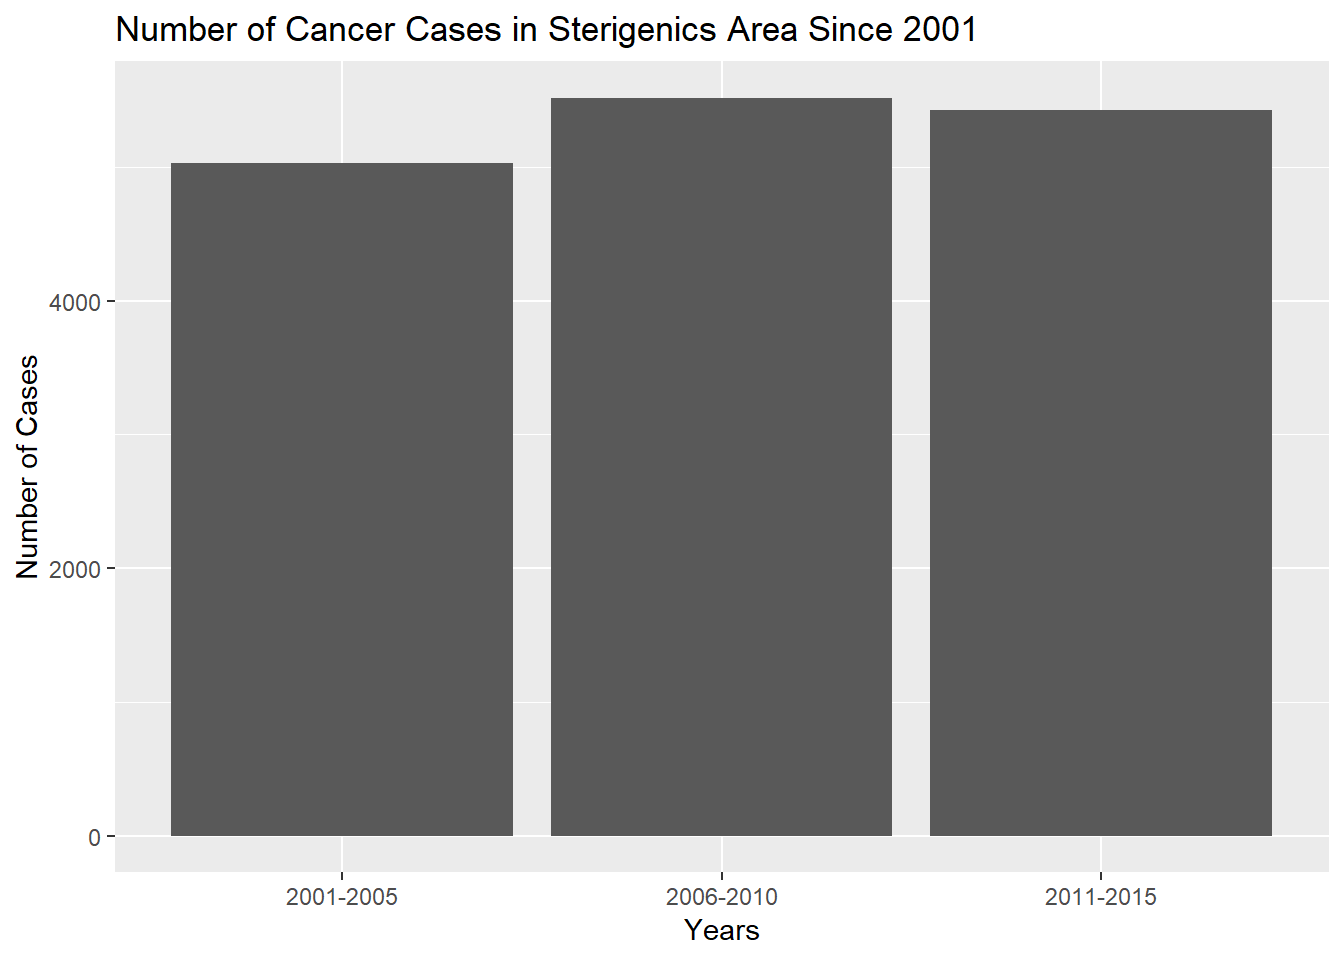 Number of Cancer Cases in Sterigenics Area Since 2001
Number of Cases
4000
2000
0
2001-2005 2006-2010 2011-2015
Years